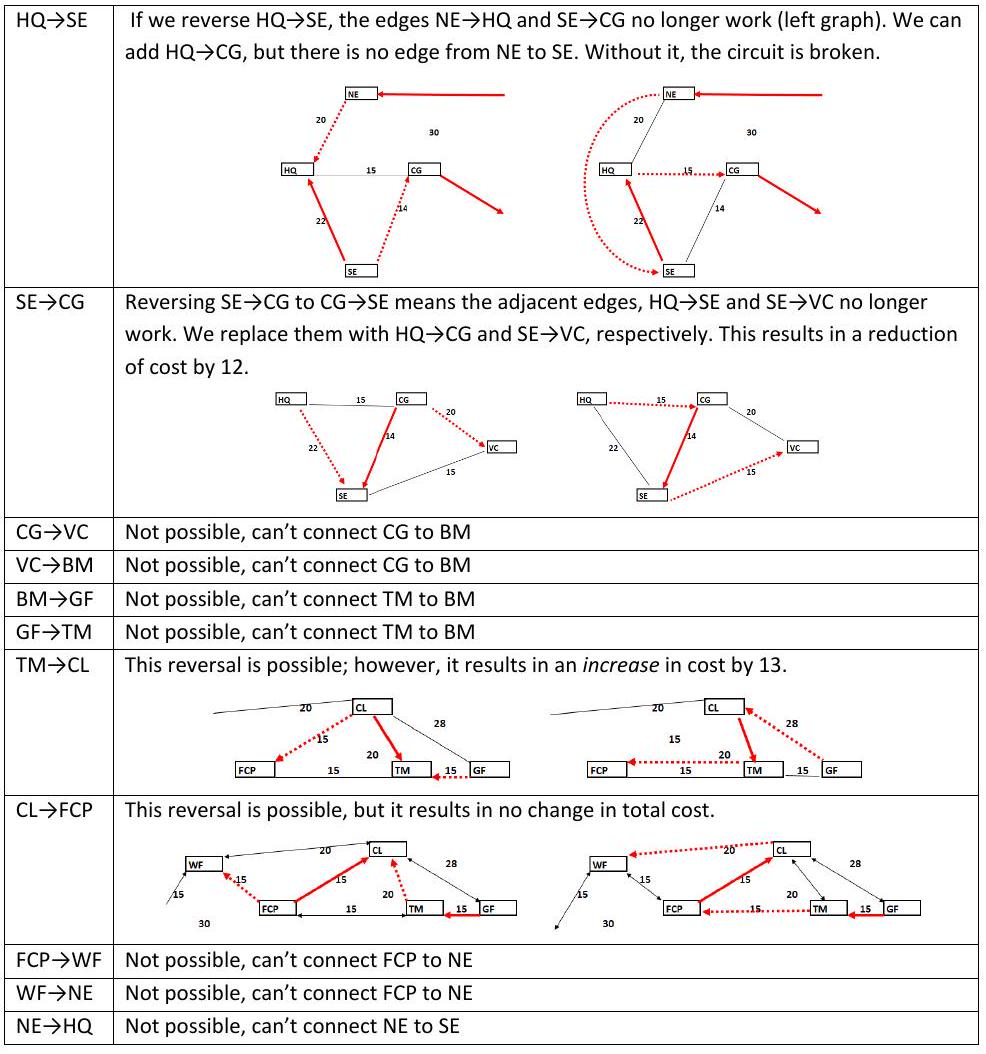 HQ→SE
If we reverse HQ→SE, the edges NE→HQ and SE→CG no longer work (left graph). We can
add HQ→CG, but there is no edge from NE to SE. Without it, the circuit is broken.
NE
20
30
HQ
15
CG
22
14
SE
NE
20
30
HQ
15
CG
22
14
SE
SE→CG
Reversing SE→CG to CG→SE means the adjacent edges, HQ→SE and SE→VC no longer
work. We replace them with HQ→CG and SE→VC, respectively. This results in a reduction
of cost by 12.
HQ
15
CG
20
14
22
VC
15
SE
HQ
15
CG
20
14
22
VC
15
SE
CG→VC
Not possible, can't connect CG to BM
VC→BM
Not possible, can't connect CG to BM
BM→GF
Not possible, can't connect TM to BM
GF→TM
Not possible, can't connect TM to BM
TM→CL
This reversal is possible; however, it results in an increase in cost by 13.
20
CL
28
15
20
FCP
15
TM
15
GF
20
CL
28
15
20
FCP
15
TM
15
GF
CL→FCP
This reversal is possible, but it results in no change in total cost.
20
CL
WF
28
15
15
15
20
FCP
15
TM
15
GF
30
20
CL
WF
28
15
15
15
20
FCP
15
TM
15
GF
30
FCP→WF
Not possible, can't connect FCP to NE
WF→NE
Not possible, can't connect FCP to NE
NE→HQ
Not possible, can't connect NE to SE